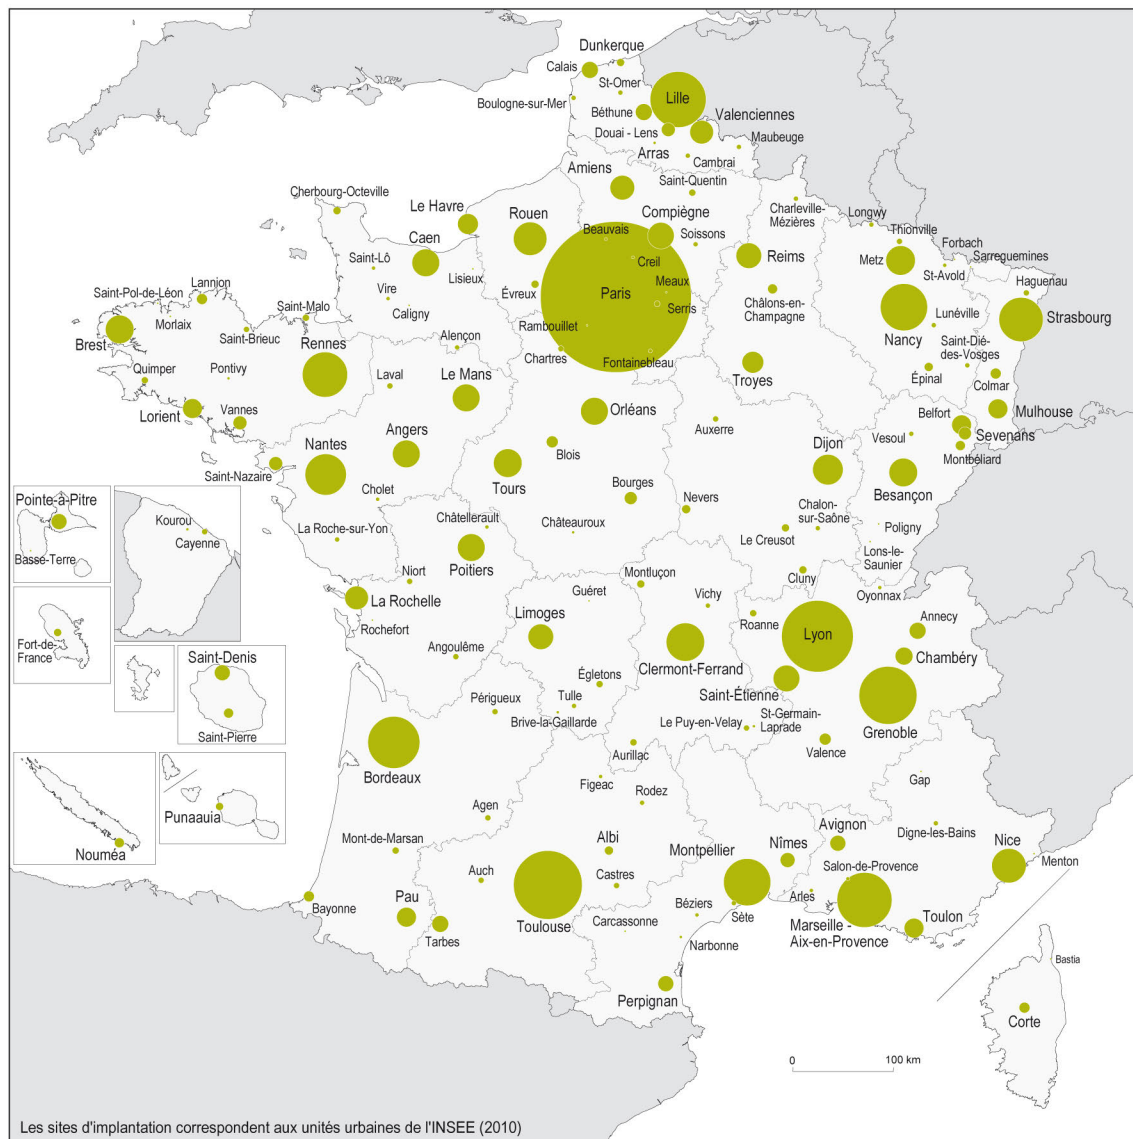 Dunkerque
Calais
St-Omer
Boulogne-sur-Mer
Lille
Béthune
Valenciennes
Douai - Lens
Maubeuge
Arras
Cambrai
Amiens
Saint-Quentin
Cherbourg-Octeville
Charleville-
Mézières
Le Havre
Rouen
Compiègne
Longwy
Beauvais
Soissons
Thionville
Caen
Forbach
Saint-Lô
Creil
Reims
Metz
Sarreguemines
Lisieux
St-Avold
Haguenau
Lannion
Saint-Pol-de-Léon
Vire
Évreux
Paris
Meaux
Châlons-en-
Champagne
Saint-Malo
Caligny
Serris
Morlaix
Rambouillet
Lunéville
Strasbourg
Saint-Brieuc
Alençon
Nancy
Saint-Dié-
des-Vosges
Brest
Rennes
Chartres
Fontainebleau
Quimper
Pontivy
Laval
Le Mans
Troyes
Épinal
Colmar
Lorient
Vannes
Orléans
Auxerre
Belfort
Mulhouse
Angers
Vesoul
Sevenans
Nantes
Blois
Dijon
Montbéliard
Saint-Nazaire
Tours
Besançon
Pointe-à-Pitre
Cholet
Bourges
Nevers
Chalon-
sur-Saône
Kourou
Châtellerault
Poligny
Cayenne
La Roche-sur-Yon
Châteauroux
Le Creusot
Basse-Terre
Lons-le-
Saunier
Poitiers
Niort
Montluçon
Cluny
Guéret
Vichy
Oyonnax
La Rochelle
Limoges
Roanne
Annecy
Rochefort
Lyon
Fort-de-
France
Saint-Denis
Angoulême
Clermont-Ferrand
Chambéry
Égletons
Saint-Étienne
Périgueux
Tulle
St-Germain-
Laprade
Brive-la-Gaillarde
Le Puy-en-Velay
Grenoble
Saint-Pierre
Valence
Aurillac
Bordeaux
Gap
Figeac
Rodez
Punaauia
Agen
Avignon
Digne-les-Bains
Mont-de-Marsan
Albi
Montpellier
Nîmes
Nice
Nouméa
Salon-de-Provence
Menton
Auch
Castres
Bayonne
Pau
Béziers
Arles
Toulouse
Carcassonne
Sète
Toulon
Marseille -
Aix-en-Provence
Tarbes
Narbonne
Bastia
Perpignan
Corte
0 100 km
Les sites d'implantation correspondent aux unités urbaines de l'INSEE (2010)